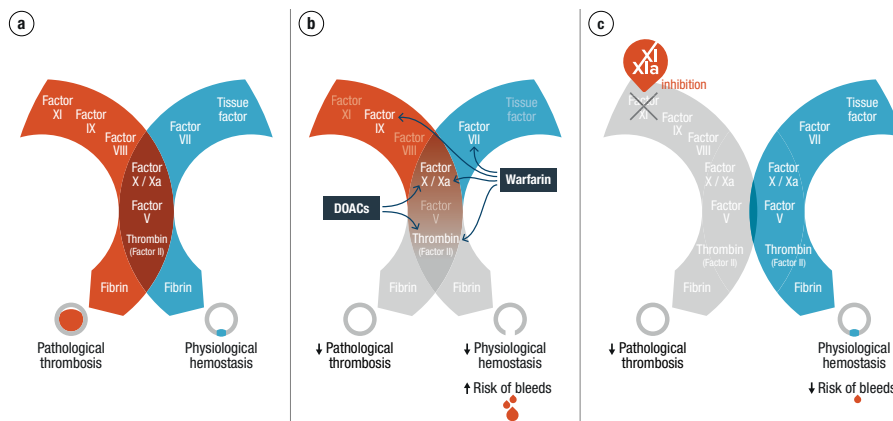 a
Factor
XI
Factor
IX
Factor
VIII
Tissue
factor
Factor
VII
Factor
X / Xa
Factor
V
Thrombin
(Factor II)
Fibrin
Fibrin
Pathological
thrombosis
Physiological
hemostasis
b
Factor
XI
Factor
IX
Factor
VIII
Tissue
factor
Factor
VII
Factor
X / Xa
Factor
V
Thrombin
(Factor II)
DOACs
Warfarin
Fibrin
Fibrin
↓ Pathological
thrombosis
↓ Physiological
hemostasis
↑ Risk of bleeds
c
XI
XIa
inhibition
Factor
XI
Factor
IX
Factor
VIII
Factor
X / Xa
Factor
V
Thrombin
(Factor II)
Fibrin
Tissue
factor
Factor
VII
Factor
X / Xa
Factor
V
Thrombin
(Factor II)
Fibrin
↓ Pathological
thrombosis
Physiological
hemostasis
↓ Risk of bleeds